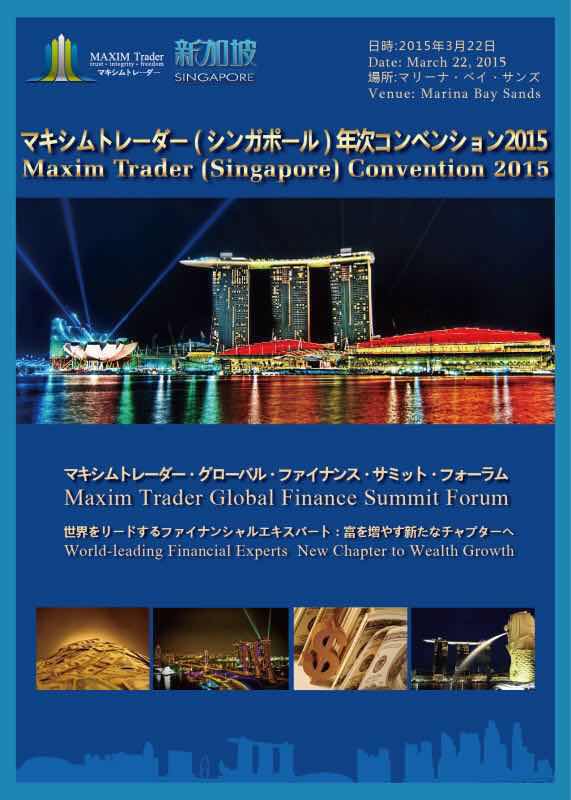 MAXIM Trader
trust • integrity • freedom
マキシムトレーダー
新加坡
SINGAPORE
日時:2015年3月22日
Date: March 22, 2015
場所:マリーナ・ベイ・サンズ
Venue: Marina Bay Sands
マキシムトレーダー ( シンガポール ) 年次コンベンション2015
Maxim Trader (Singapore) Convention 2015
マキシムトレーダー・グローバル・ファイナンス・サミット・フォーラム
Maxim Trader Global Finance Summit Forum
世界をリードするファイナンシャルエキスパート：富を増やす新たなチャプターへ
World-leading Financial Experts New Chapter to Wealth Growth